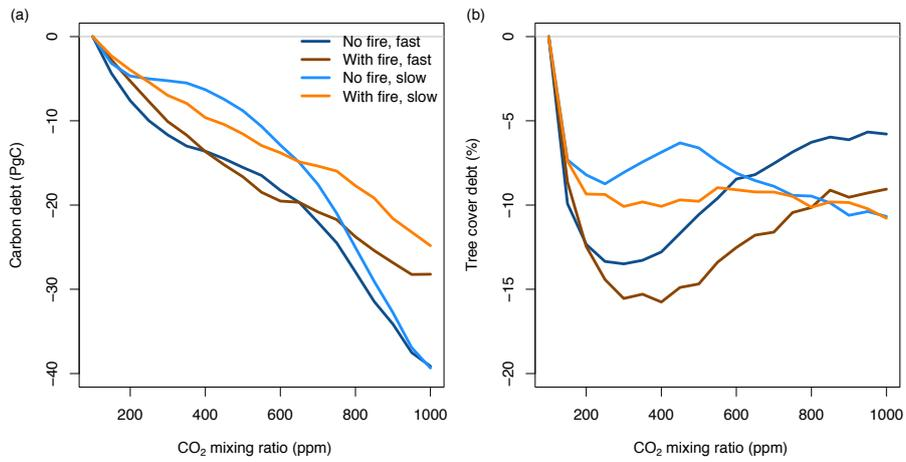 (a)
Carbon debt (PgC)
0
−10
−20
−30
−40
No fire, fast
With fire, fast
No fire, slow
With fire, slow
200 400 600 800 1000
CO₂ mixing ratio (ppm)
(b)
Tree cover debt (%)
0
−5
−10
−15
−20
200 400 600 800 1000
CO₂ mixing ratio (ppm)